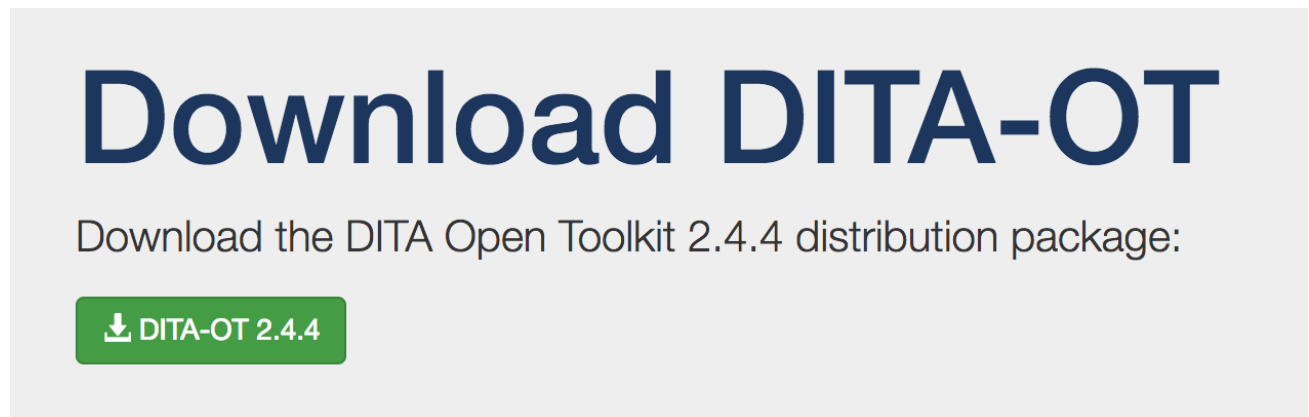 Download DITA-OT
Download the DITA Open Toolkit 2.4.4 distribution package:
DITA-OT 2.4.4